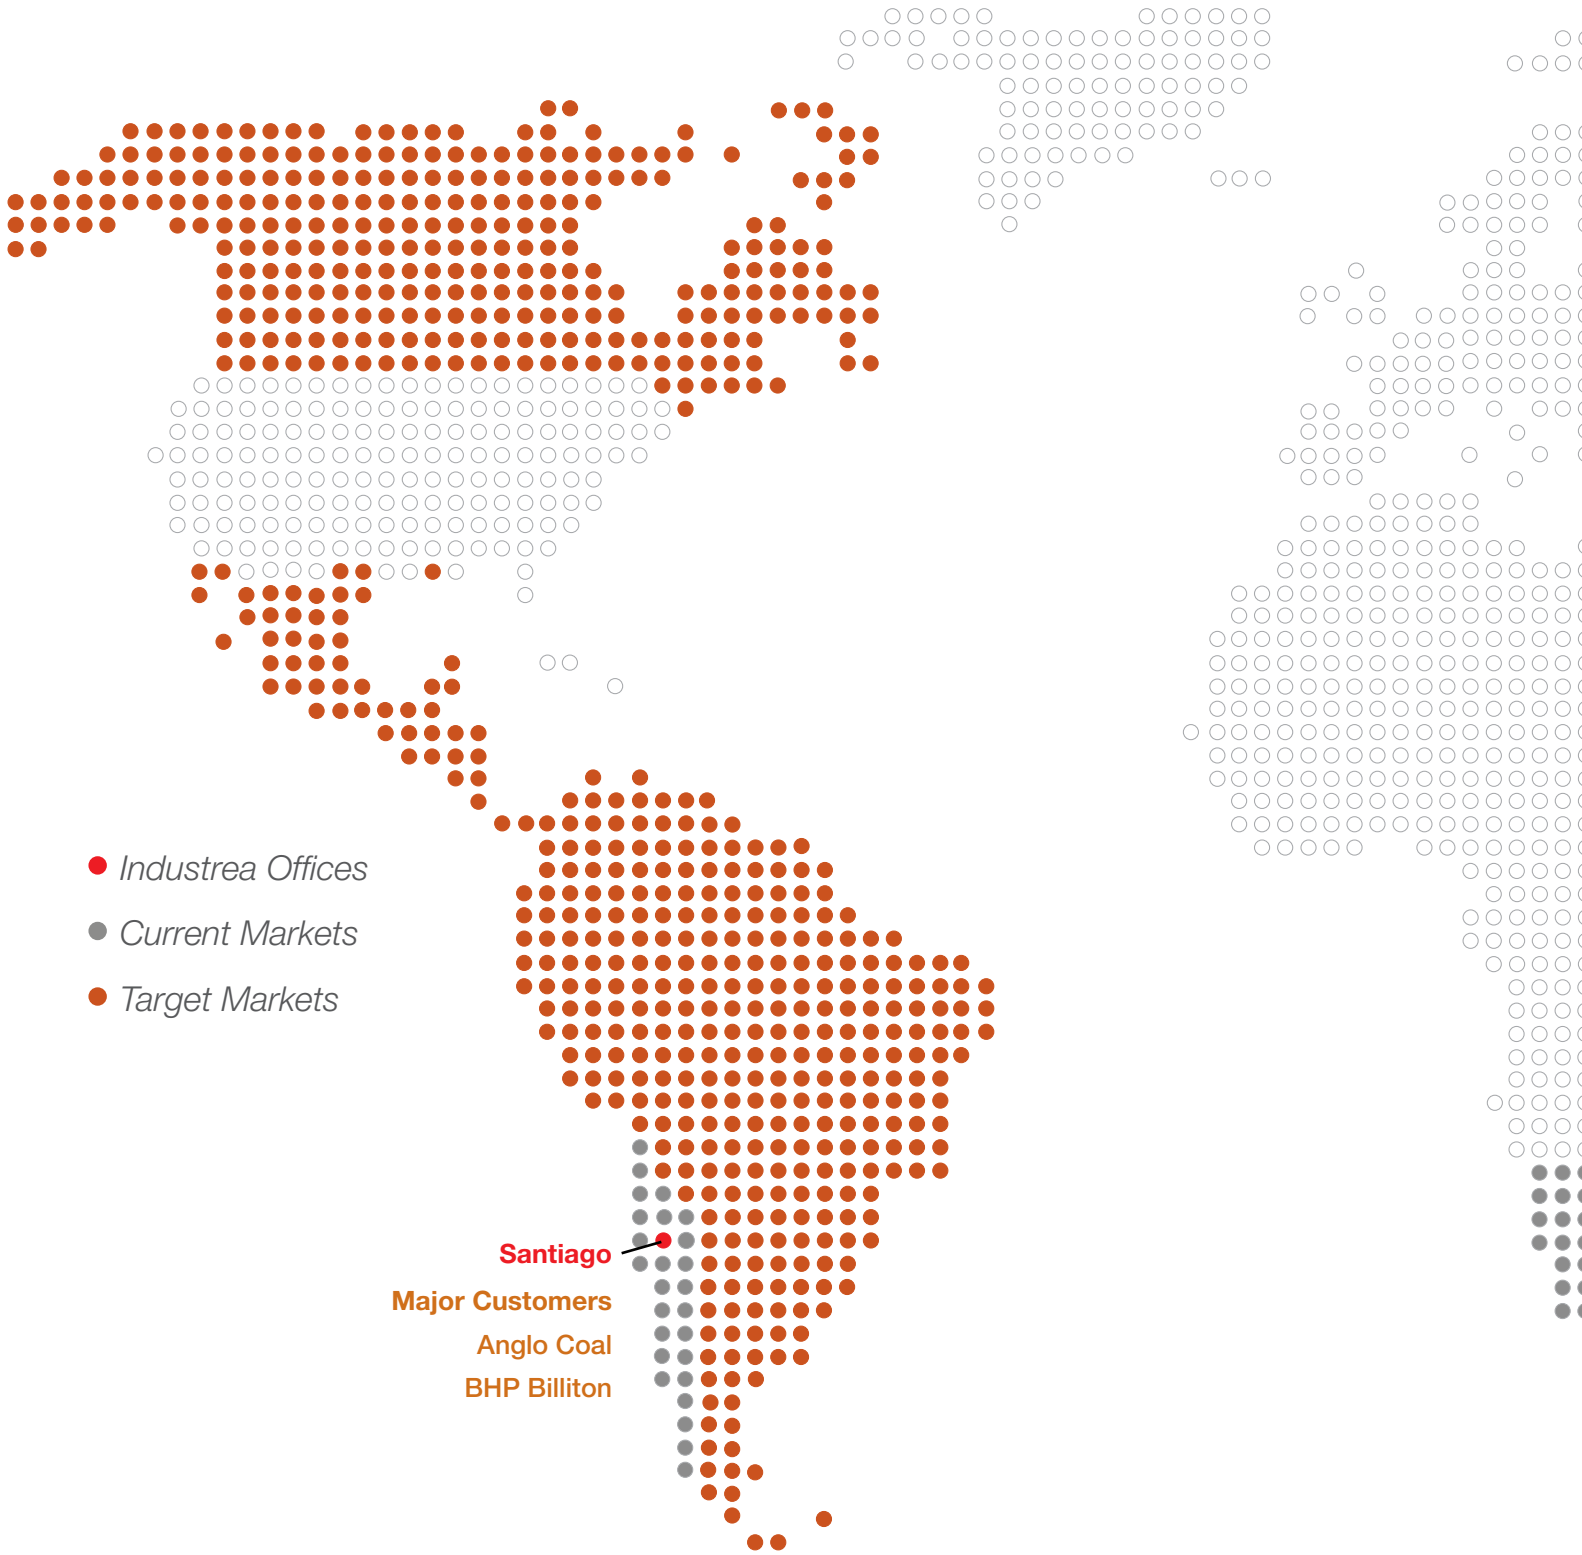 Industrea Offices
Current Markets
Target Markets
Santiago
Major Customers
Anglo Coal
BHP Billiton